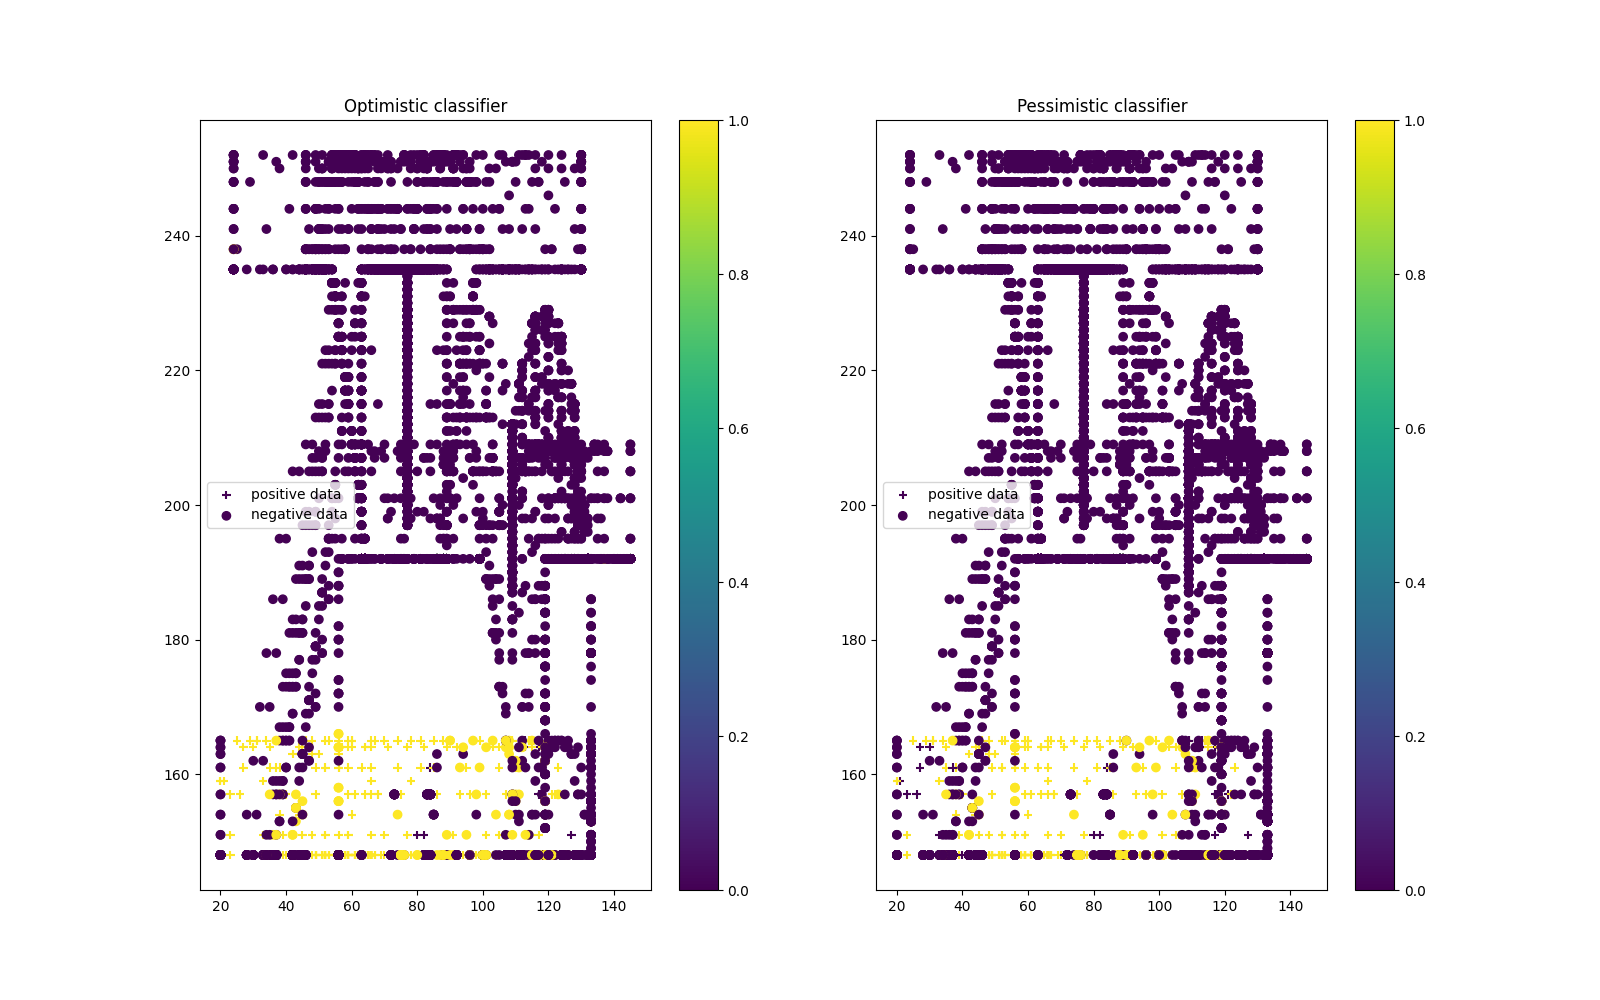 Optimistic classifier
240
220
200
180
160
20 40 60 80 100 120 140
positive data
negative data
1.0
0.8
0.6
0.4
0.2
0.0
Pessimistic classifier
240
220
200
180
160
20 40 60 80 100 120 140
positive data
negative data
1.0
0.8
0.6
0.4
0.2
0.0